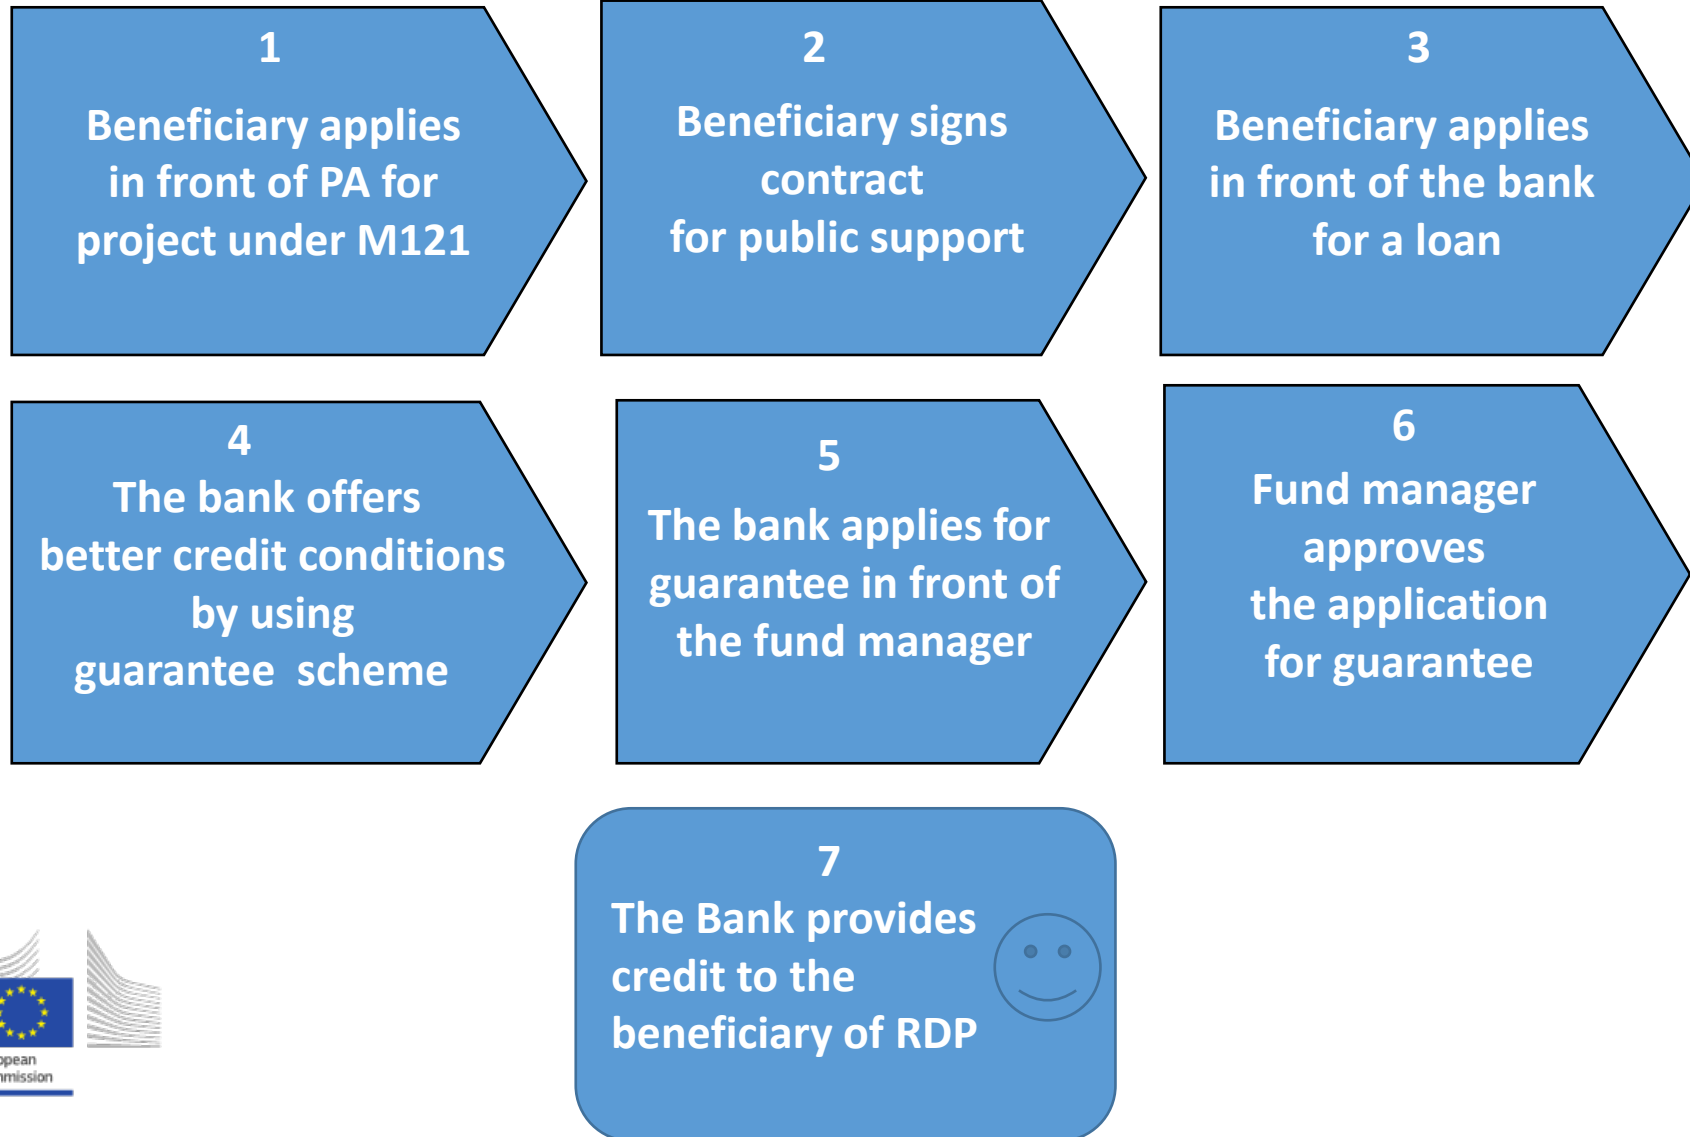 1
Beneficiary applies
in front of PA for
project under M121
2
Beneficiary signs
contract
for public support
3
Beneficiary applies
in front of the bank
for a loan
4
The bank offers
better credit conditions
by using
guarantee scheme
5
The bank applies for
guarantee in front of
the fund manager
6
Fund manager
approves
the application
for guarantee
7
The Bank provides
credit to the
beneficiary of RDP
opean
mmission